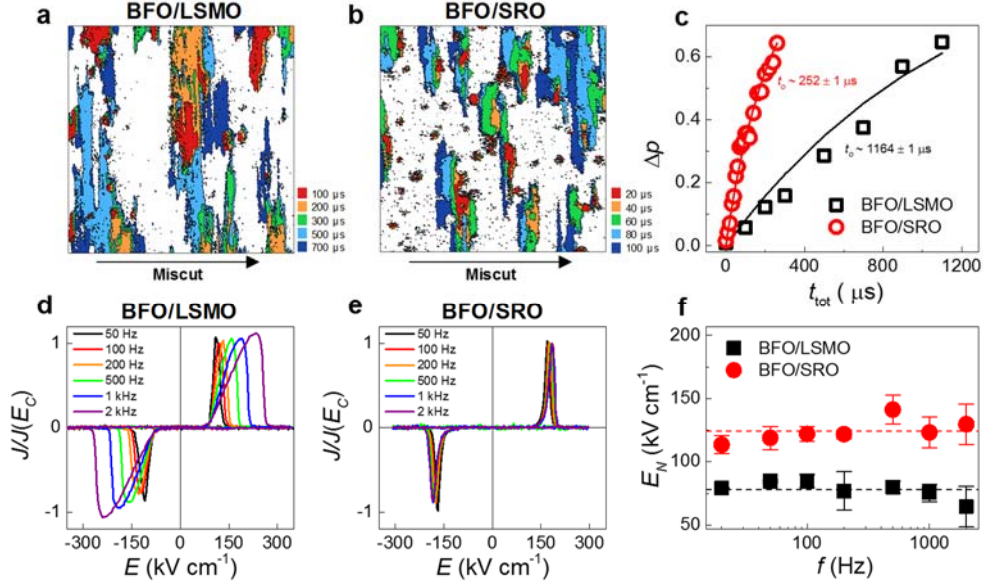 a
BFO/LSMO
100 μs
200 μs
300 μs
500 μs
700 μs
Miscut
b
BFO/SRO
20 μs
40 μs
60 μs
80 μs
100 μs
Miscut
c
Δp
0.6
0.4
0.2
0.0
t₀ ~ 252 ± 1 μs
t₀ ~ 1164 ± 1 μs
BFO/LSMO
BFO/SRO
0 400 800 1200
t_tot ( μs)
d
BFO/LSMO
J/J(E_C)
1
0
-1
50 Hz
100 Hz
200 Hz
500 Hz
1 kHz
2 kHz
-300 -150 0 150 300
E (kV cm⁻¹)
e
BFO/SRO
J/J(E_C)
1
0
-1
50 Hz
100 Hz
200 Hz
500 Hz
1 kHz
2 kHz
-300 -150 0 150 300
E (kV cm⁻¹)
f
E_N (kV cm⁻¹)
200
150
100
50
BFO/LSMO
BFO/SRO
100 1000
f (Hz)